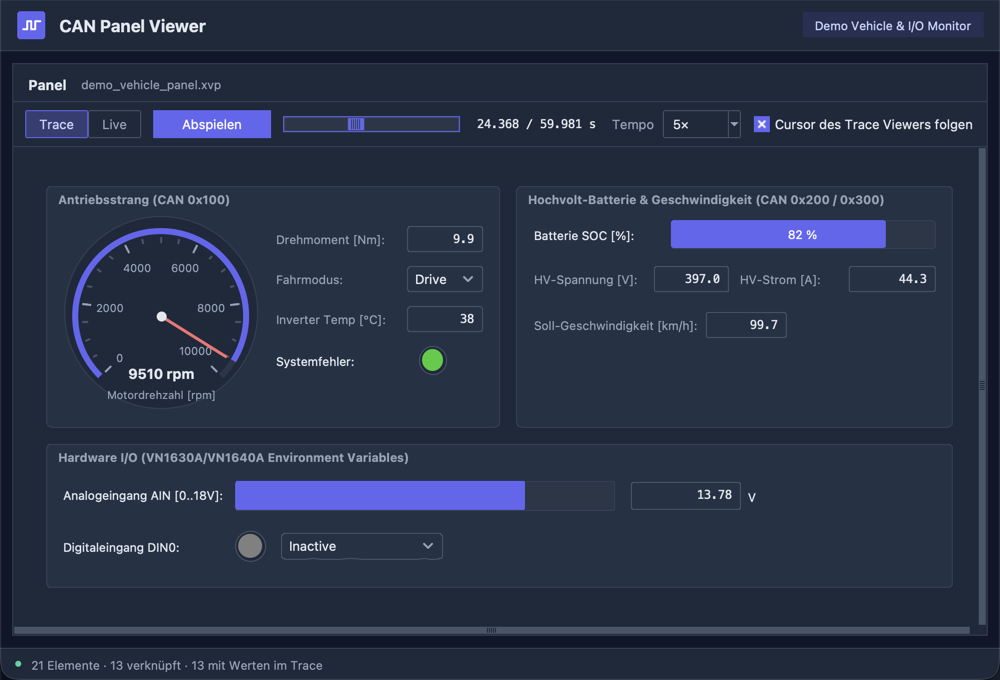 CAN Panel Viewer
Demo Vehicle & I/O Monitor
Panel demo_vehicle_panel.xvp
Trace Live Abspielen 24.368 / 59.981 s Tempo 5× Cursor des Trace Viewers folgen
Antriebsstrang (CAN 0x100)
0
2000
4000
6000
8000
10000
9510 rpm
Motordrehzahl [rpm]
Drehmoment [Nm]: 9.9
Fahrmodus: Drive
Inverter Temp [°C]: 38
Systemfehler:
Hochvolt-Batterie & Geschwindigkeit (CAN 0x200 / 0x300)
Batterie SOC [%]: 82 %
HV-Spannung [V]: 397.0 HV-Strom [A]: 44.3
Soll-Geschwindigkeit [km/h]: 99.7
Hardware I/O (VN1630A/VN1640A Environment Variables)
Analogeingang AIN [0..18V]: 13.78 V
Digitaleingang DIN0: Inactive
21 Elemente · 13 verknüpft · 13 mit Werten im Trace